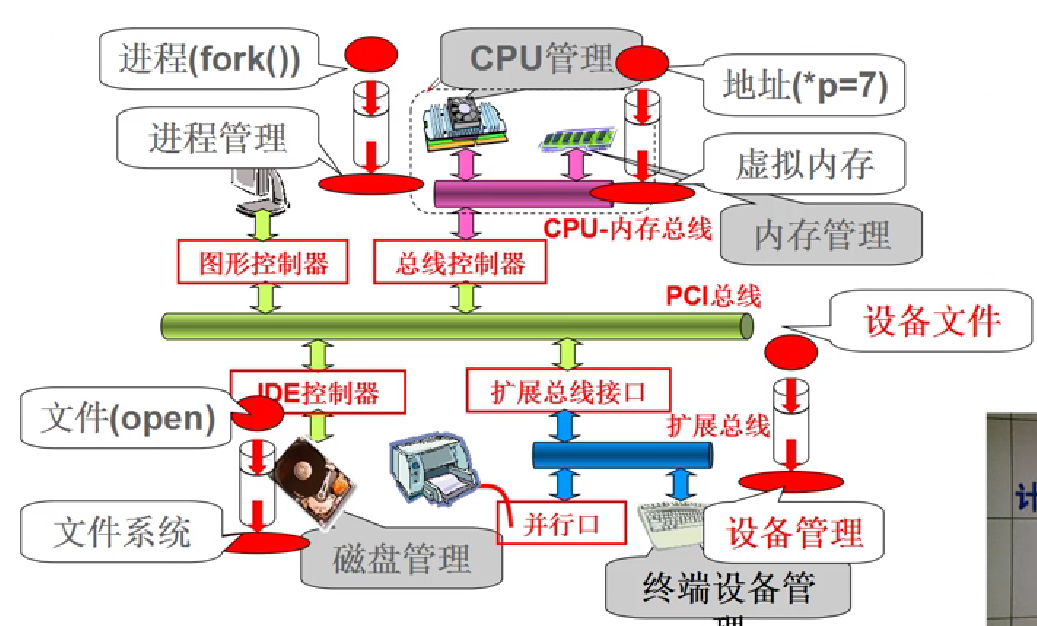 进程(fork())
CPU管理
地址(*p=7)
进程管理
虚拟内存
CPU-内存总线
内存管理
图形控制器
总线控制器
PCI总线
设备文件
IDE控制器
扩展总线接口
文件(open)
扩展总线
计
文件系统
并行口
设备管理
磁盘管理
终端设备管
理